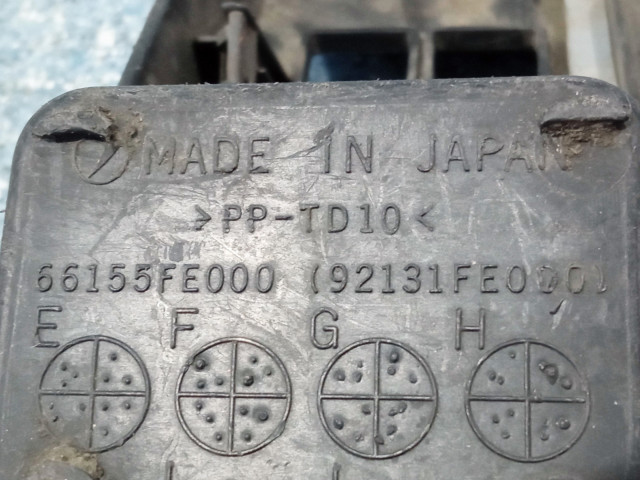 MADE IN JAPAN
>PP-TD10<
66155FE000 (92131FE000)
E F G H